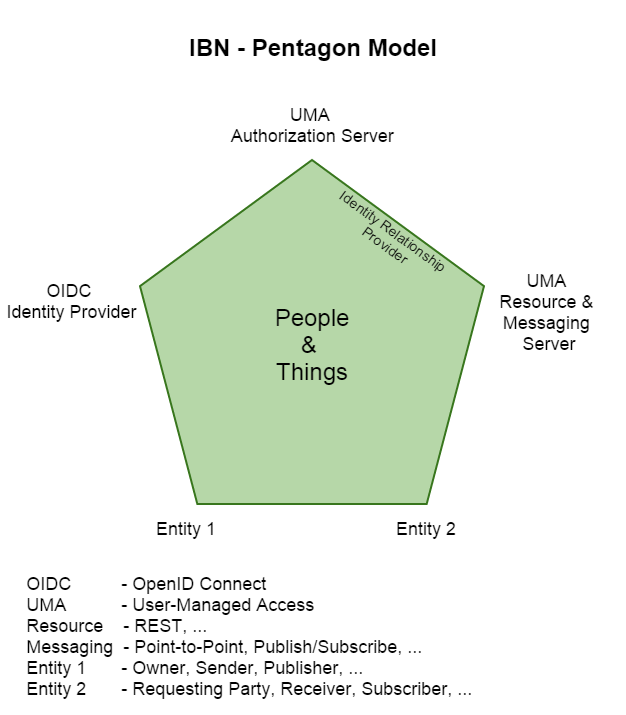 IBN - Pentagon Model
UMA
Authorization Server
Identity Relationship
Provider
OIDC
Identity Provider
UMA
Resource &
Messaging
Server
People
&
Things
Entity 1
Entity 2
OIDC - OpenID Connect
UMA - User-Managed Access
Resource - REST, ...
Messaging - Point-to-Point, Publish/Subscribe, ...
Entity 1 - Owner, Sender, Publisher, ...
Entity 2 - Requesting Party, Receiver, Subscriber, ...